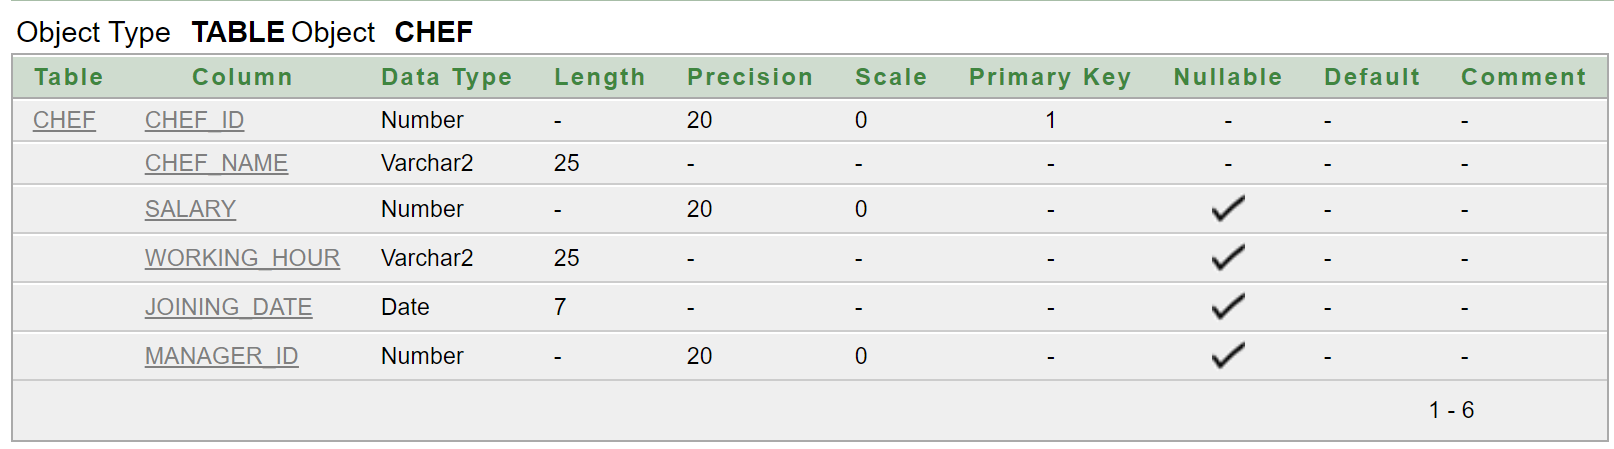 Object Type TABLE Object CHEF
Table Column Data Type Length Precision Scale Primary Key Nullable Default Comment
CHEF CHEF_ID Number - 20 0 1 - - -
CHEF_NAME Varchar2 25 - - - - - -
SALARY Number - 20 0 - - -
WORKING_HOUR Varchar2 25 - - - - -
JOINING_DATE Date 7 - - - - -
MANAGER_ID Number - 20 0 - - -
1 - 6